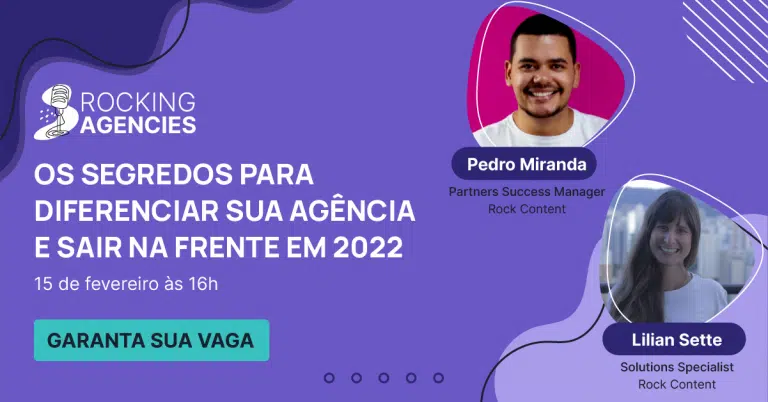 ROCKING
AGENCIES
OS SEGREDOS PARA
DIFERENCIAR SUA AGÊNCIA
E SAIR NA FRENTE EM 2022
15 de fevereiro às 16h
GARANTA SUA VAGA
Pedro Miranda
Partners Success Manager
Rock Content
Lilian Sette
Solutions Specialist
Rock Content